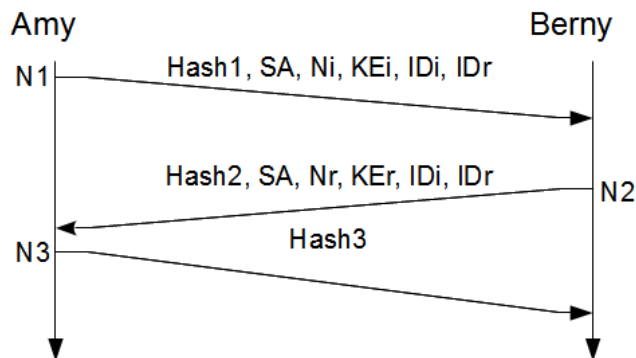 Amy Berny
Hash1, SA, Ni, KEi, IDi, IDr
N1
Hash2, SA, Nr, KEr, IDi, IDr
N2
Hash3
N3